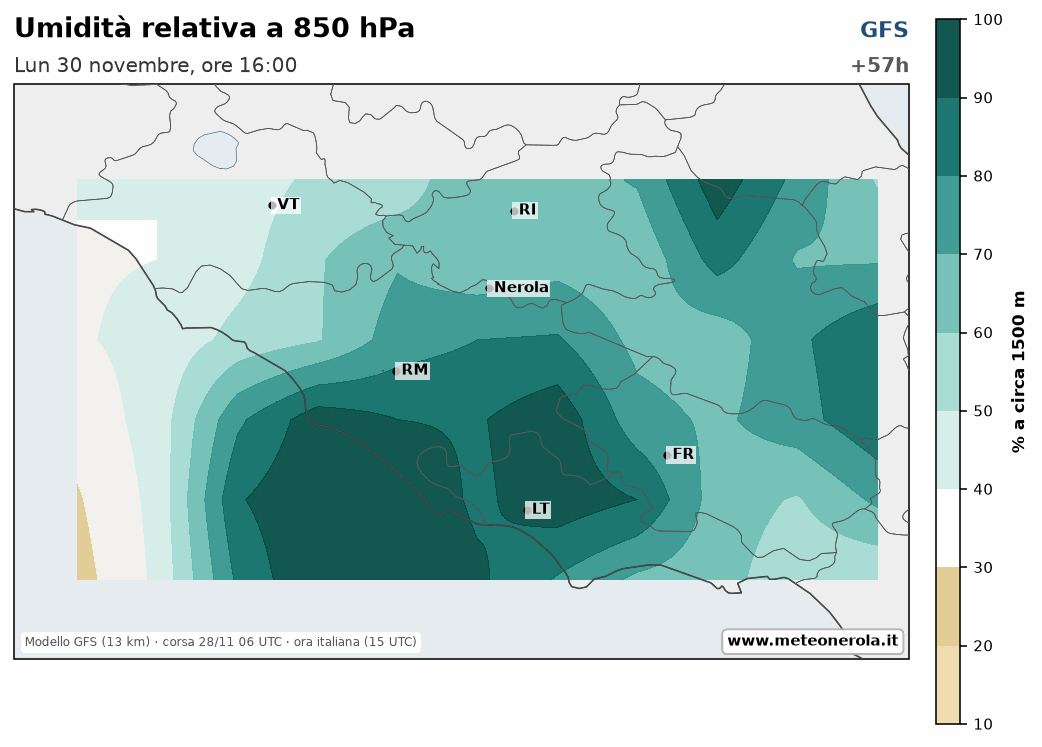 Umidità relativa a 850 hPa
GFS
Lun 30 novembre, ore 16:00
+57h
VT
RI
Nerola
RM
FR
LT
Modello GFS (13 km) · corsa 28/11 06 UTC · ora italiana (15 UTC)
www.meteonerola.it
100
90
80
70
60
50
40
30
20
10
% a circa 1500 m